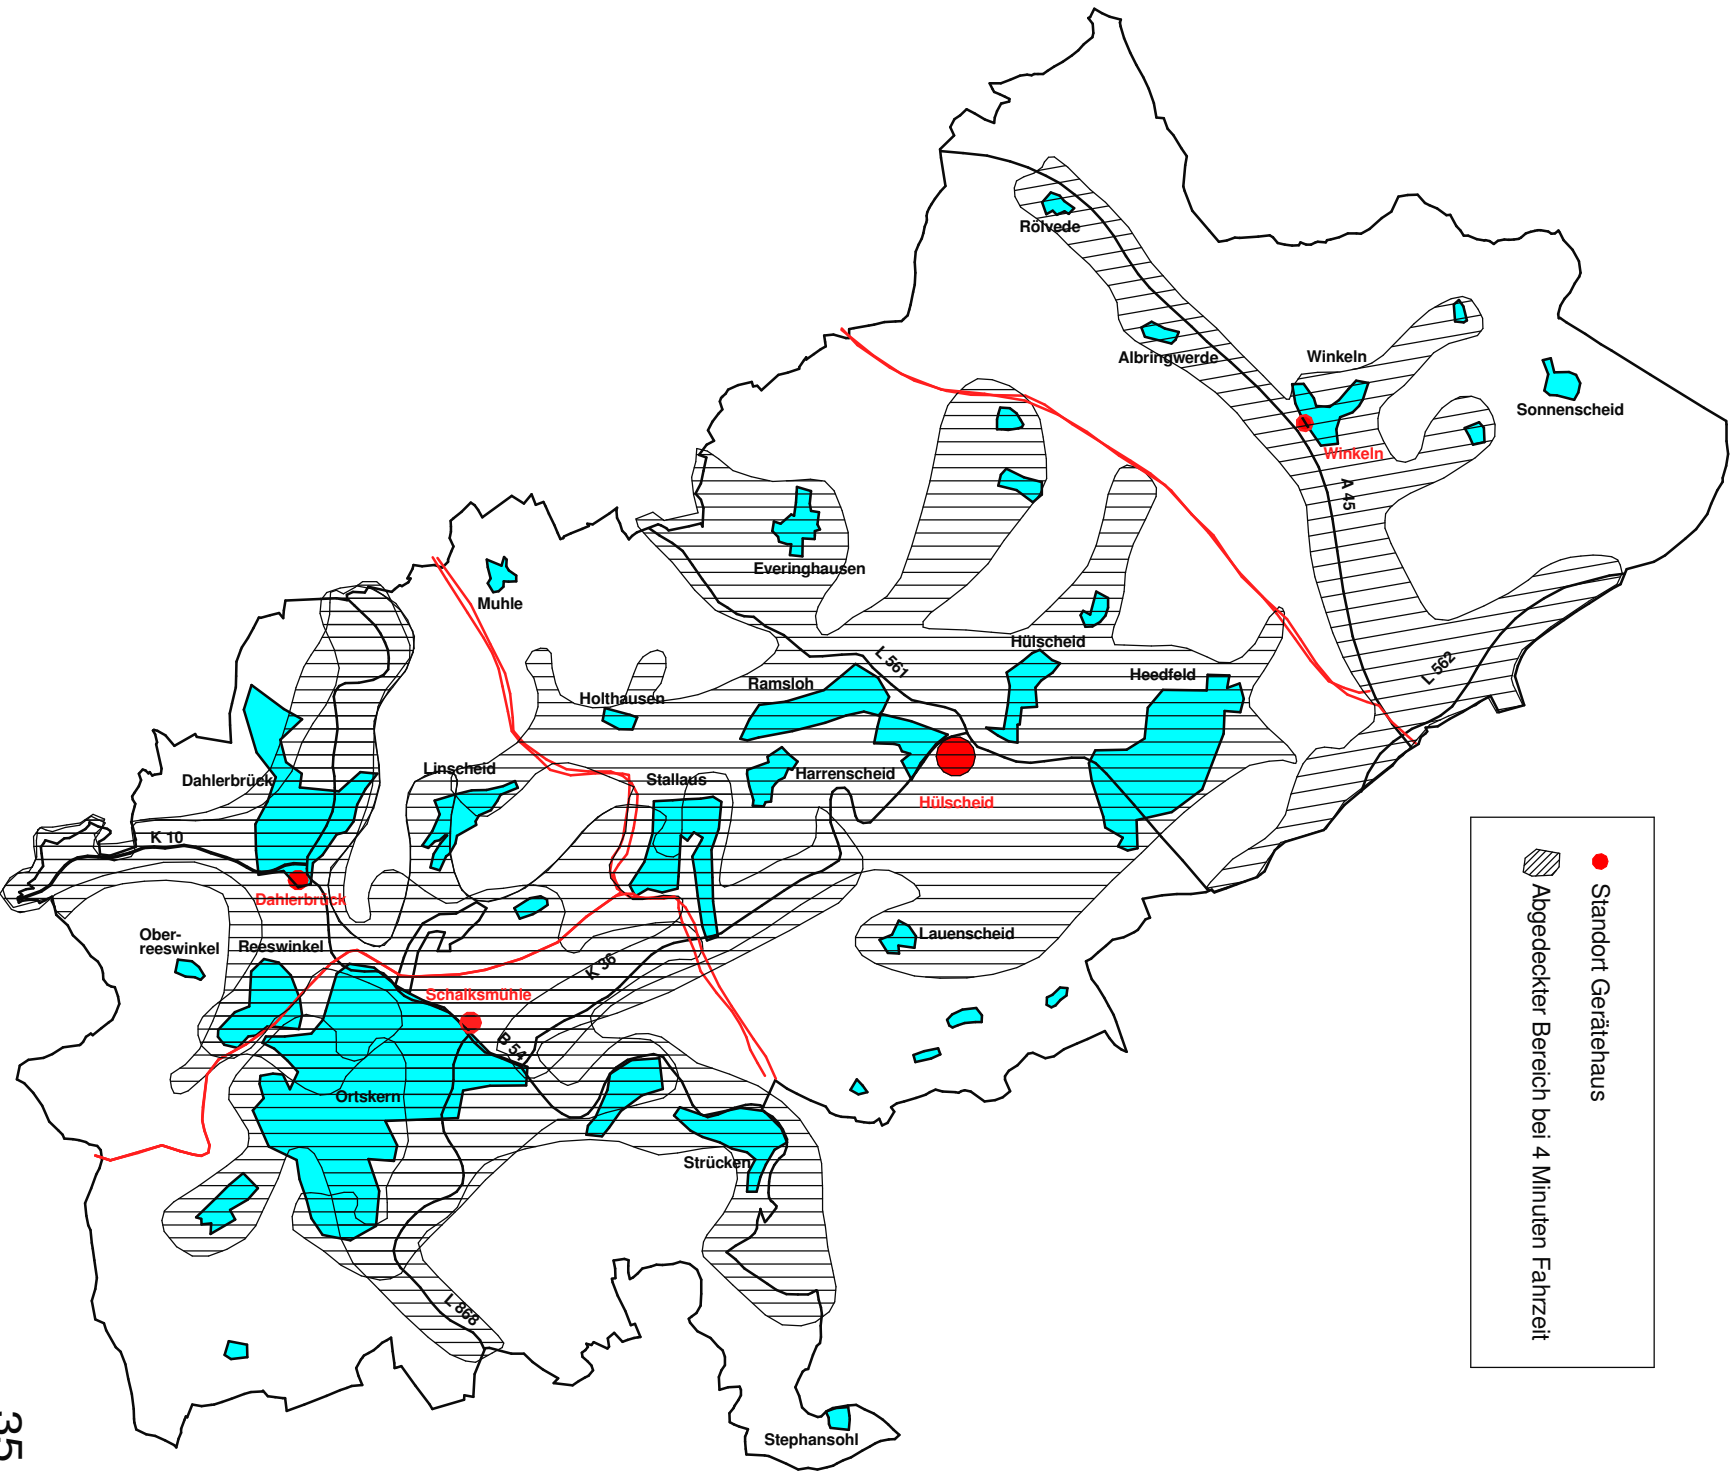 Rölvede
Albringwerde
Winkeln
Sonnenscheid
Winkeln
A 45
Everinghausen
Muhle
Hülscheid
L 561
Heedfeld
L 562
Ramsloh
Holthausen
Harrenscheid
Stallaus
Linscheid
Dahlerbrück
Hülscheid
K 10
Dahlerbrück
Ober-
reeswinkel
Reeswinkel
Lauenscheid
K 36
Schalksmühle
B 54
Ortskern
Strücken
L 868
Stephansohl
Standort Gerätehaus
Abgedeckter Bereich bei 4 Minuten Fahrzeit
35